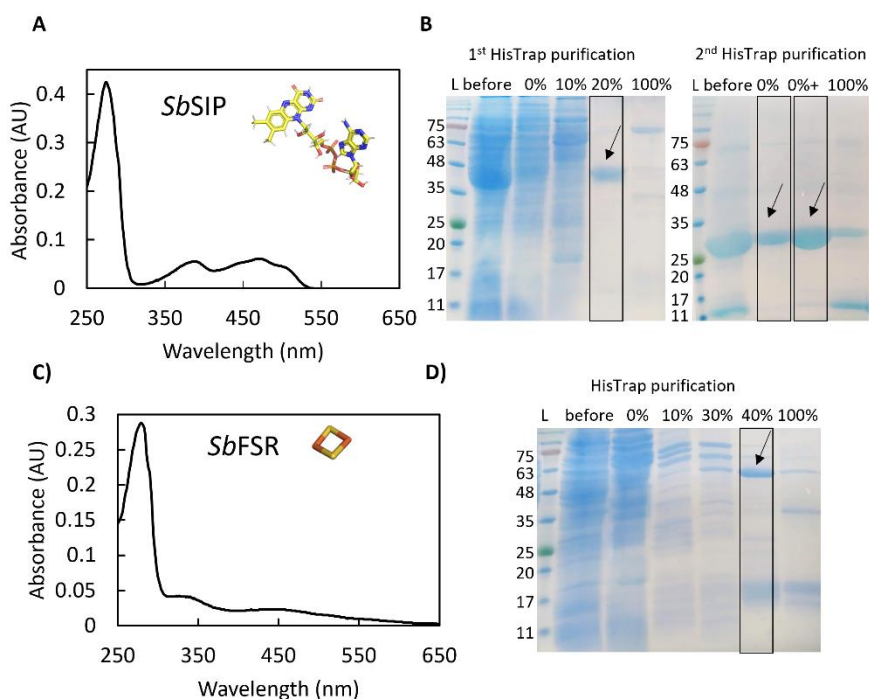 A
SbSIP
Absorbance (AU)
0.4
0.3
0.2
0.1
0
250 350 450 550 650
Wavelength (nm)
B
1st HisTrap purification
L before 0% 10% 20% 100%
75
63
48
35
25
20
17
11
2nd HisTrap purification
L before 0% 0%+ 100%
75
63
48
35
25
20
17
11
C)
SbFSR
Absorbance (AU)
0.3
0.25
0.2
0.15
0.1
0.05
0
250 350 450 550 650
Wavelength (nm)
D)
HisTrap purification
L before 0% 10% 30% 40% 100%
75
63
48
35
25
20
17
11